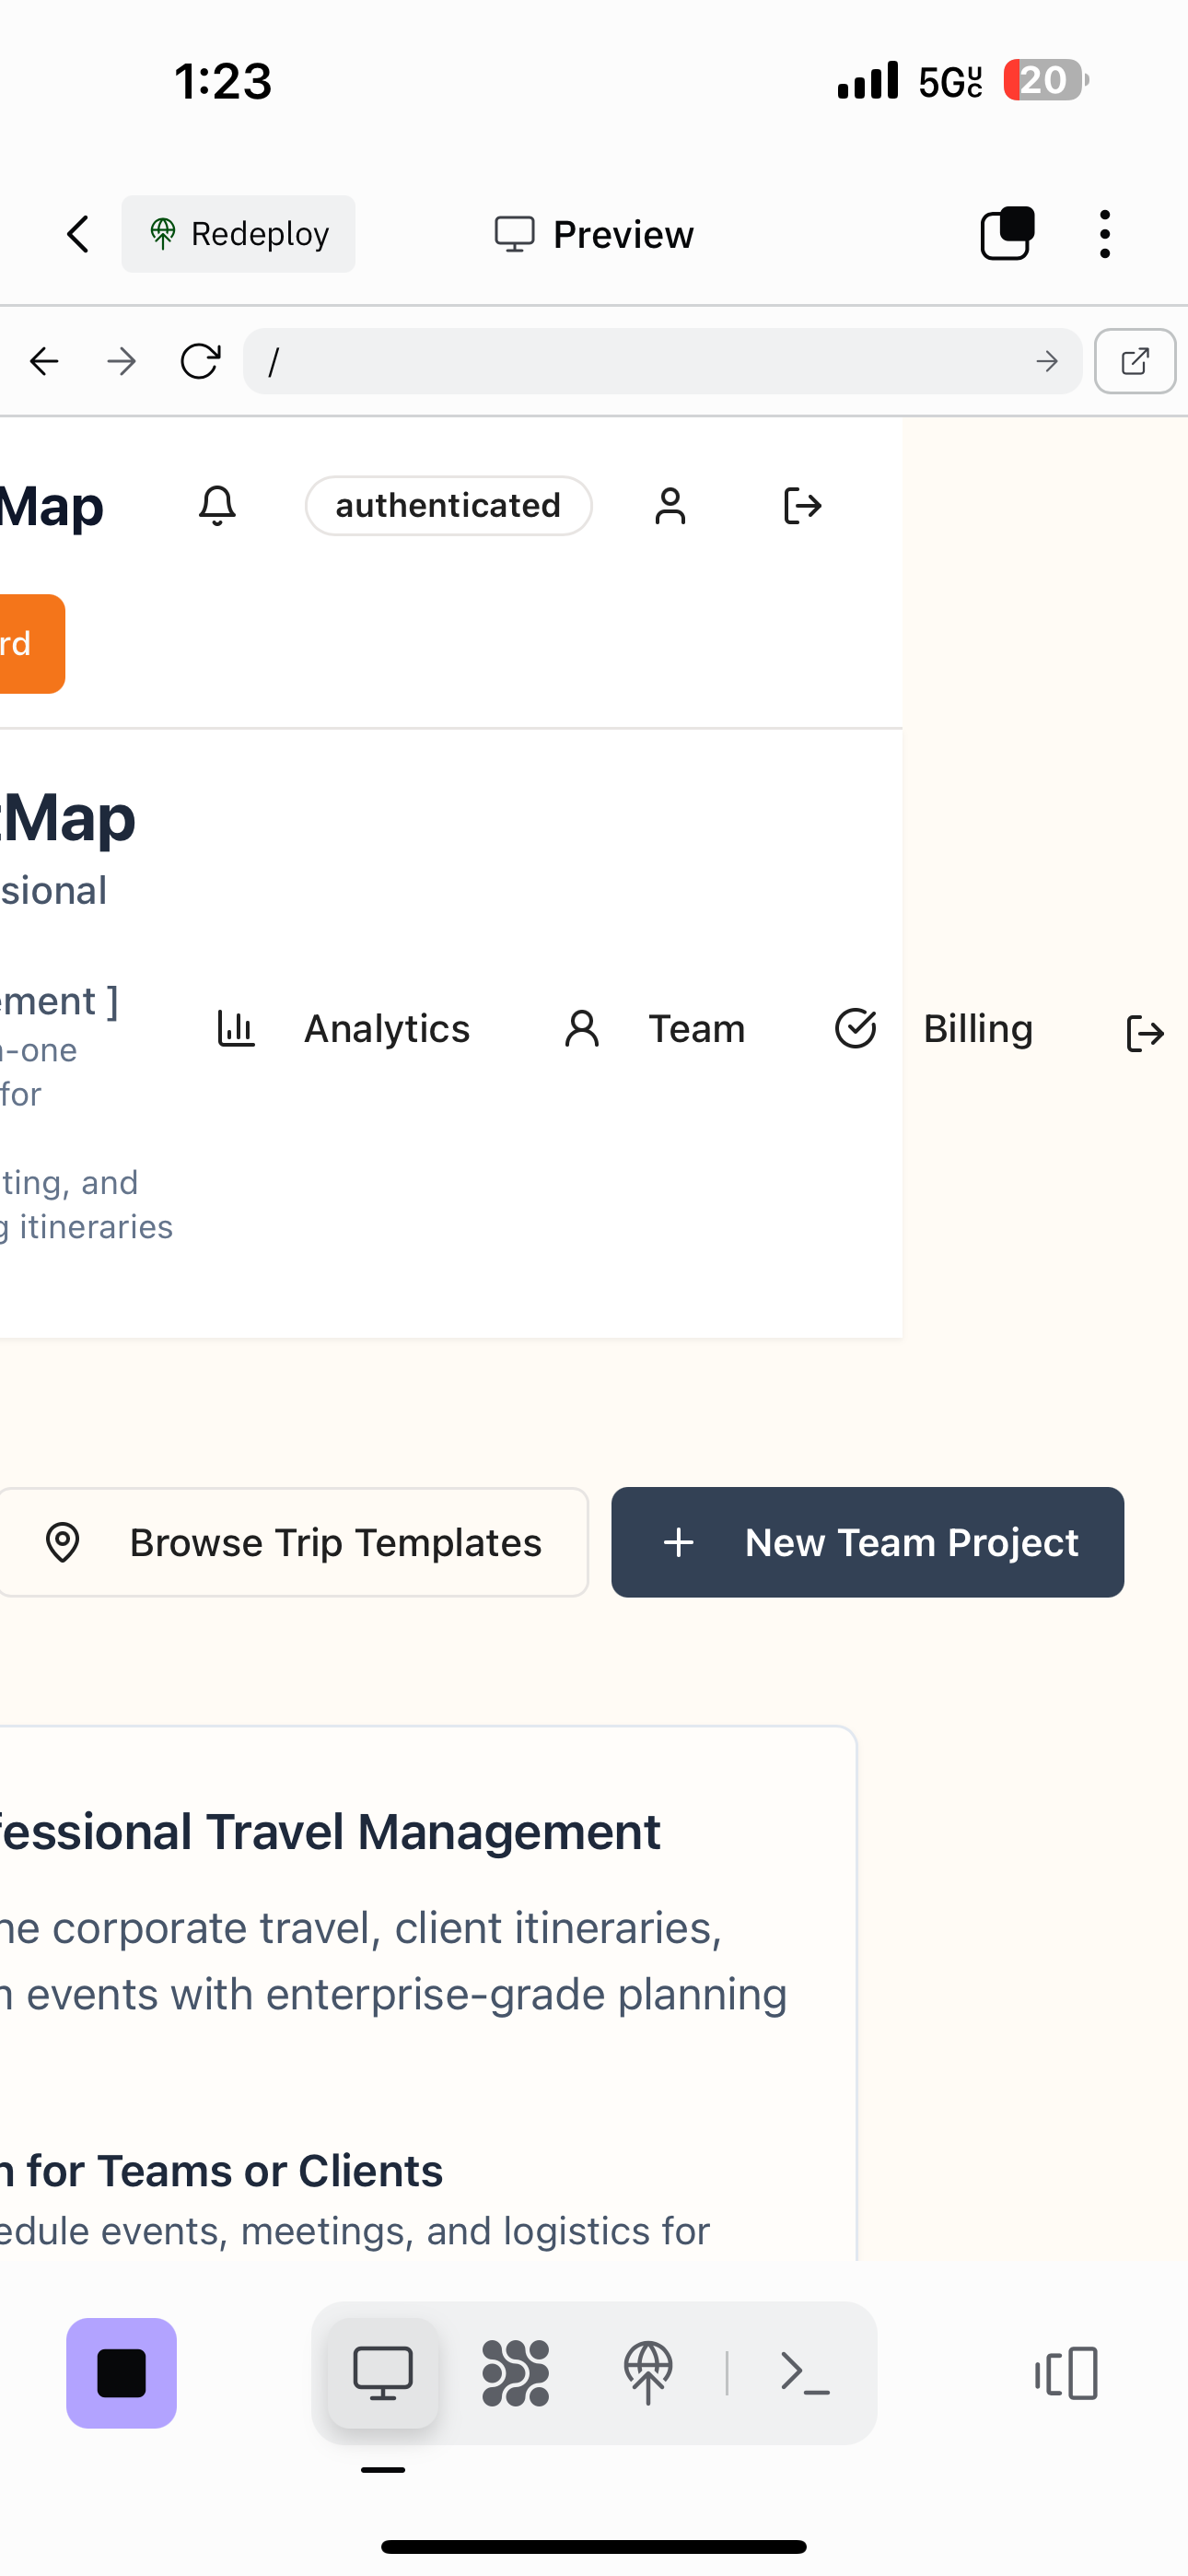 1:23
5GUC 20
Redeploy
Preview
/
Map
authenticated
rd
tMap
sional
ement ]
-one
for
ting, and
g itineraries
Analytics
Team
Billing
Browse Trip Templates
+ New Team Project
fessional Travel Management
ne corporate travel, client itineraries,
n events with enterprise-grade planning
n for Teams or Clients
edule events, meetings, and logistics for